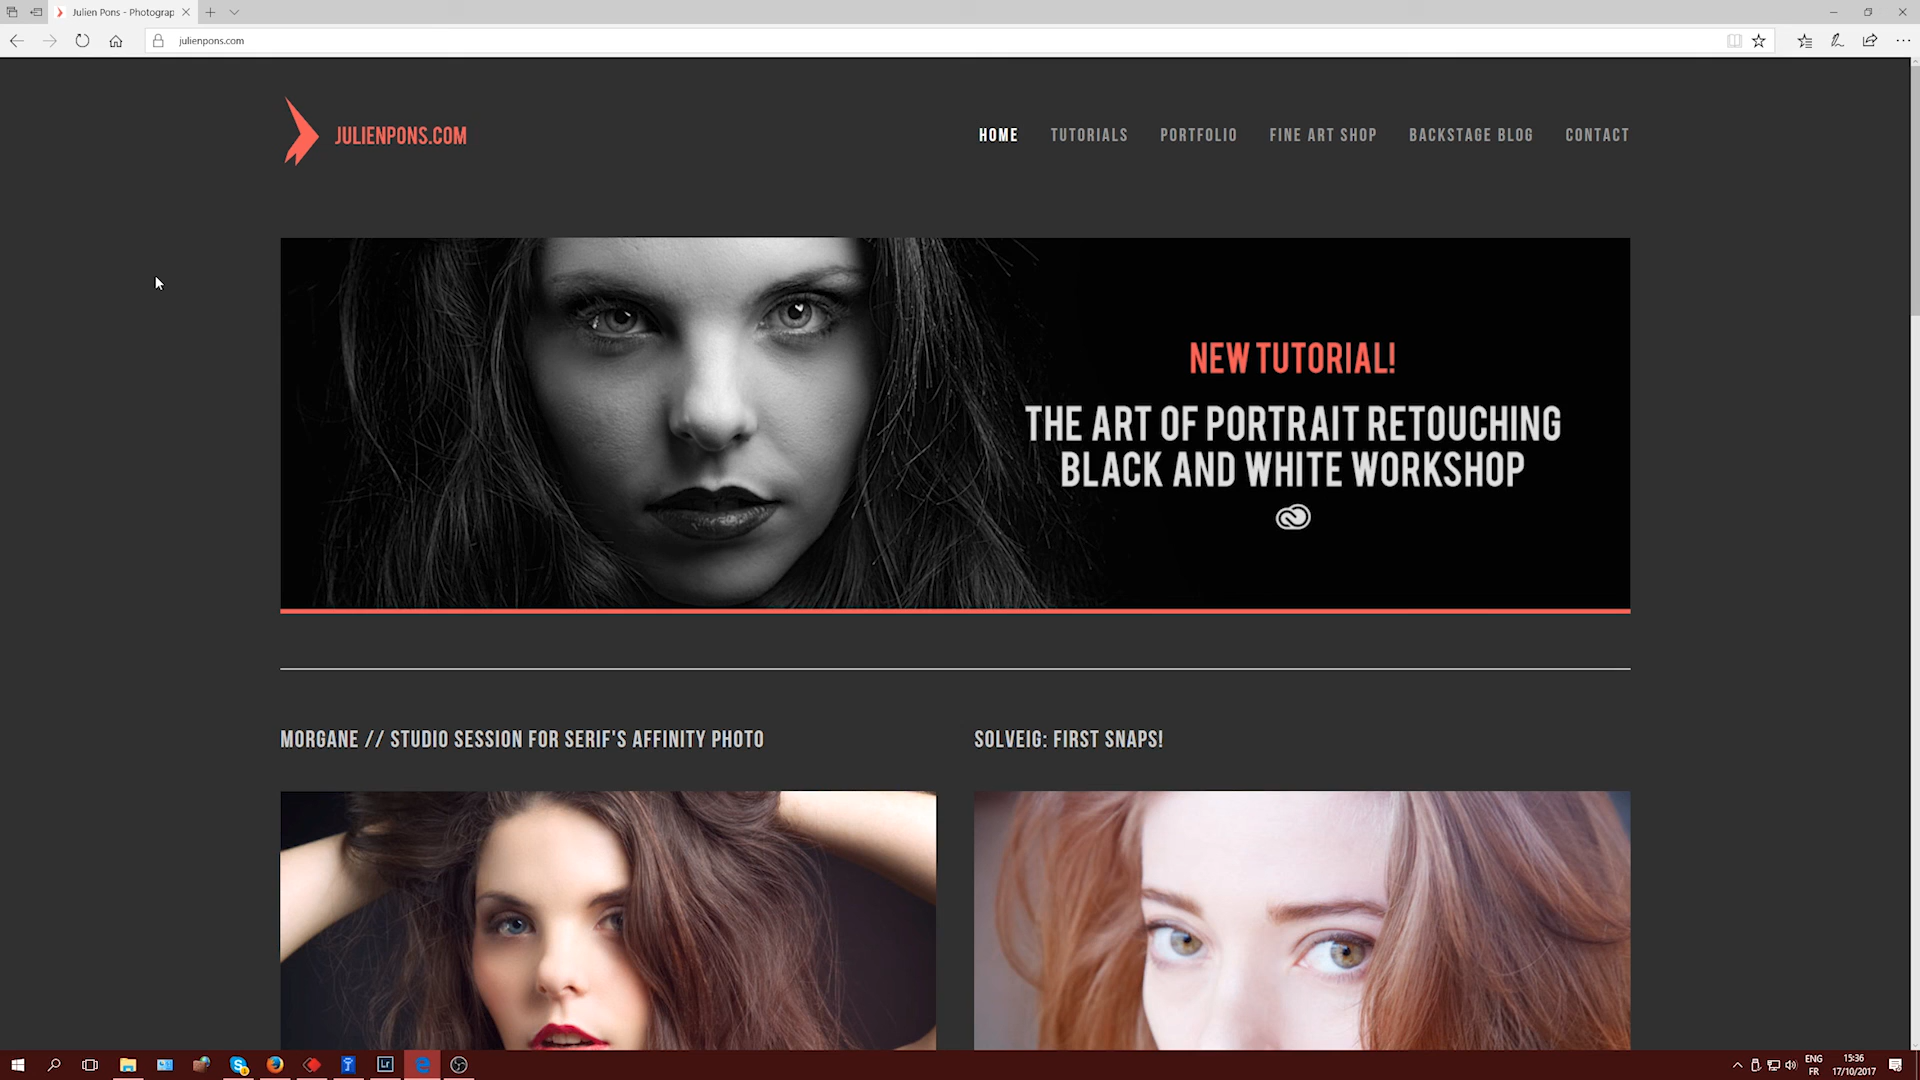 Julien Pons - Photograp
julienpons.com
JULIENPONS.COM
HOME
TUTORIALS
PORTFOLIO
FINE ART SHOP
BACKSTAGE BLOG
CONTACT
NEW TUTORIAL!
THE ART OF PORTRAIT RETOUCHING
BLACK AND WHITE WORKSHOP
MORGANE // STUDIO SESSION FOR SERIF'S AFFINITY PHOTO
SOLVEIG: FIRST SNAPS!
Lr
ENG
FR
15:36
17/10/2017